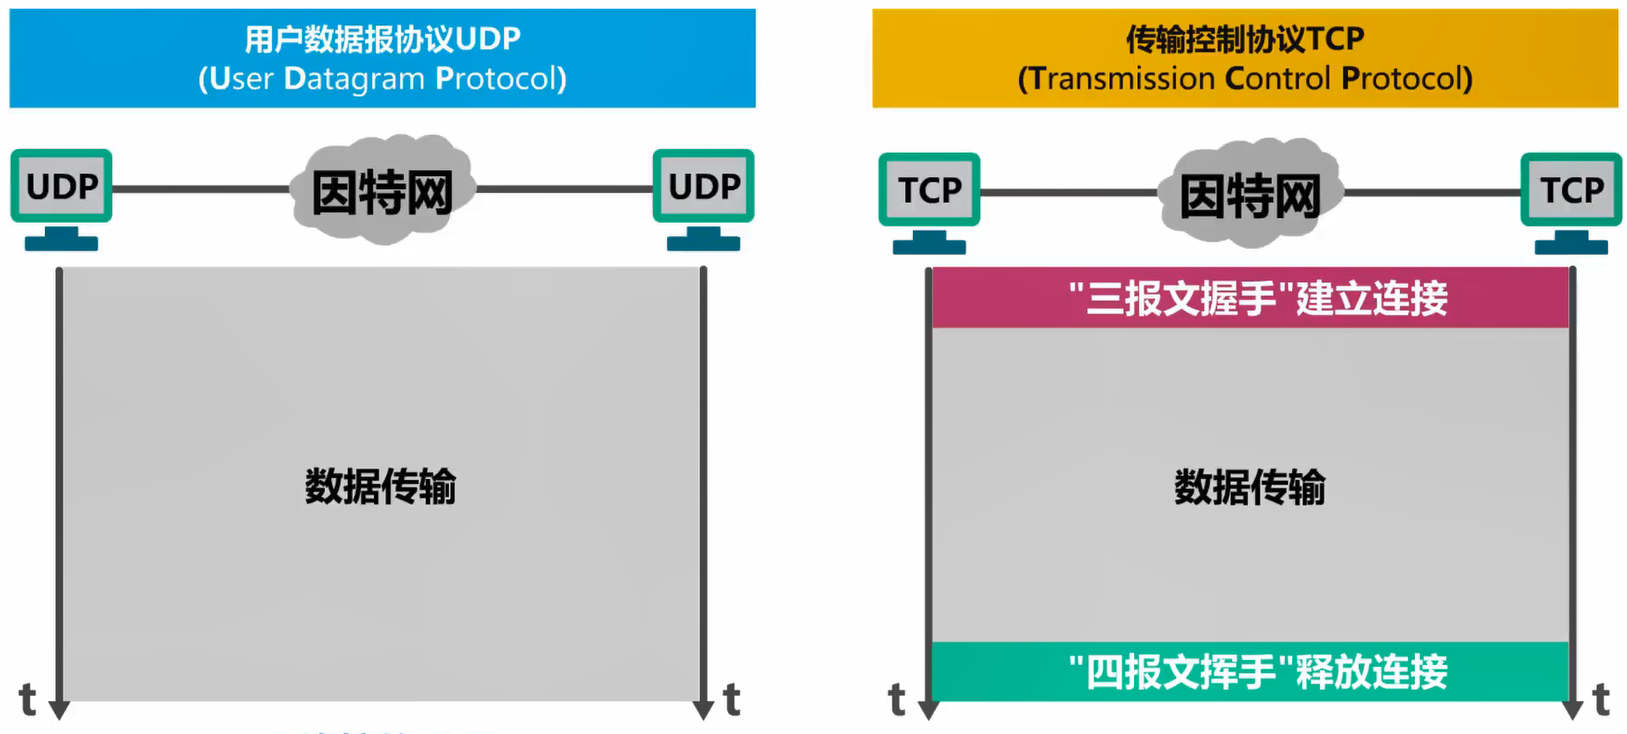 用户数据报协议UDP
(User Datagram Protocol)
UDP
因特网
UDP
数据传输
t
t
传输控制协议TCP
(Transmission Control Protocol)
TCP
因特网
TCP
"三报文握手"建立连接
数据传输
"四报文挥手"释放连接
t
t